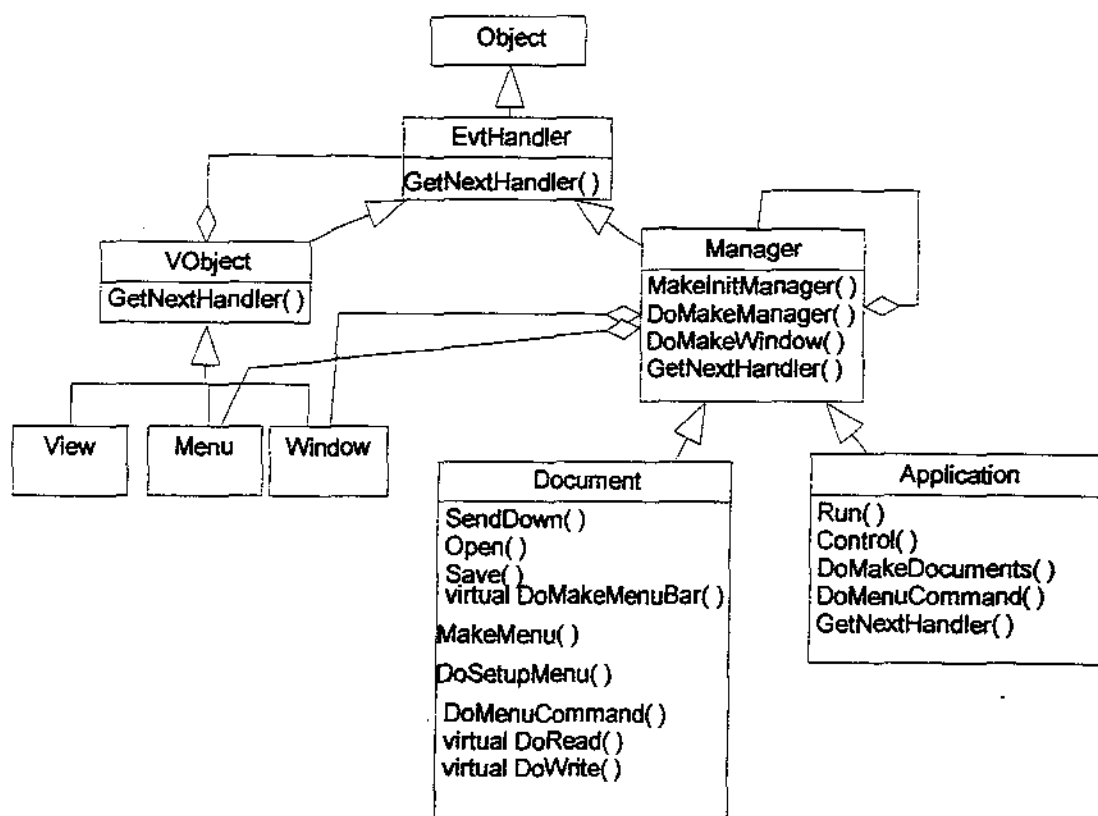 Object
EvtHandler
GetNextHandler( )
VObject
GetNextHandler( )
Manager
MakeInitManager( )
DoMakeManager( )
DoMakeWindow( )
GetNextHandler( )
View
Menu
Window
Document
SendDown( )
Open( )
Save( )
virtual DoMakeMenuBar( )
MakeMenu( )
DoSetupMenu( )
DoMenuCommand( )
virtual DoRead( )
virtual DoWrite( )
Application
Run( )
Control( )
DoMakeDocuments( )
DoMenuCommand( )
GetNextHandler( )